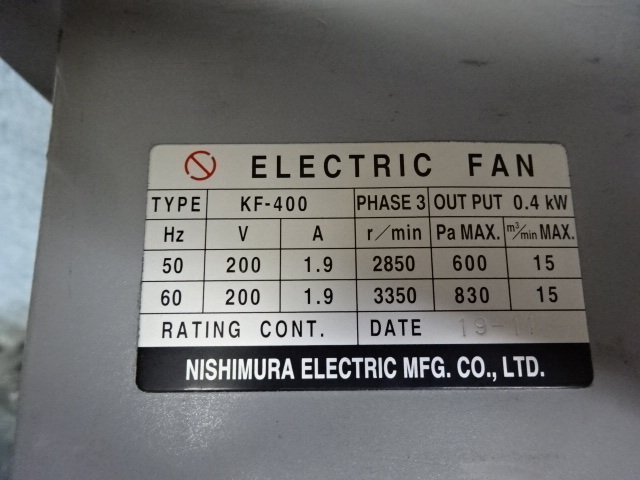 ELECTRIC FAN
TYPE KF-400 PHASE 3 OUT PUT 0.4 kW
Hz V A r/min Pa MAX. m³/min MAX.
50 200 1.9 2850 600 15
60 200 1.9 3350 830 15
RATING CONT. DATE 19-11
NISHIMURA ELECTRIC MFG. CO., LTD.